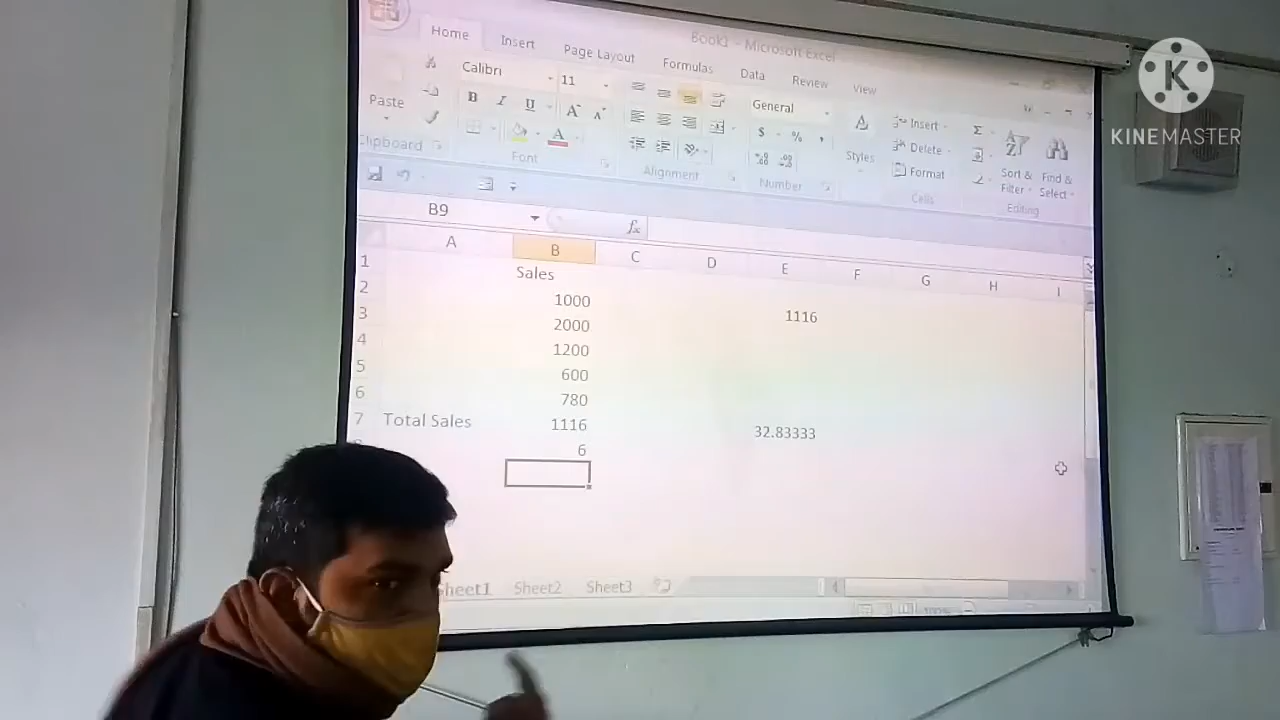 Book1 - Microsoft Excel
Home Insert Page Layout Formulas Data Review View
K
KINEMASTER
Paste
Calibri 11
B I U A A
General
$ %
A
Styles
Insert
Delete
Format
Σ
Sort & Filter
Find & Select
Clipboard Font Alignment Number Cells Editing
B9 fx
A B C D E F G H I
1 Sales
2 1000
3 2000 1116
4 1200
5 600
6 780
7 Total Sales 1116 32.83333
6
Sheet1 Sheet2 Sheet3
100%